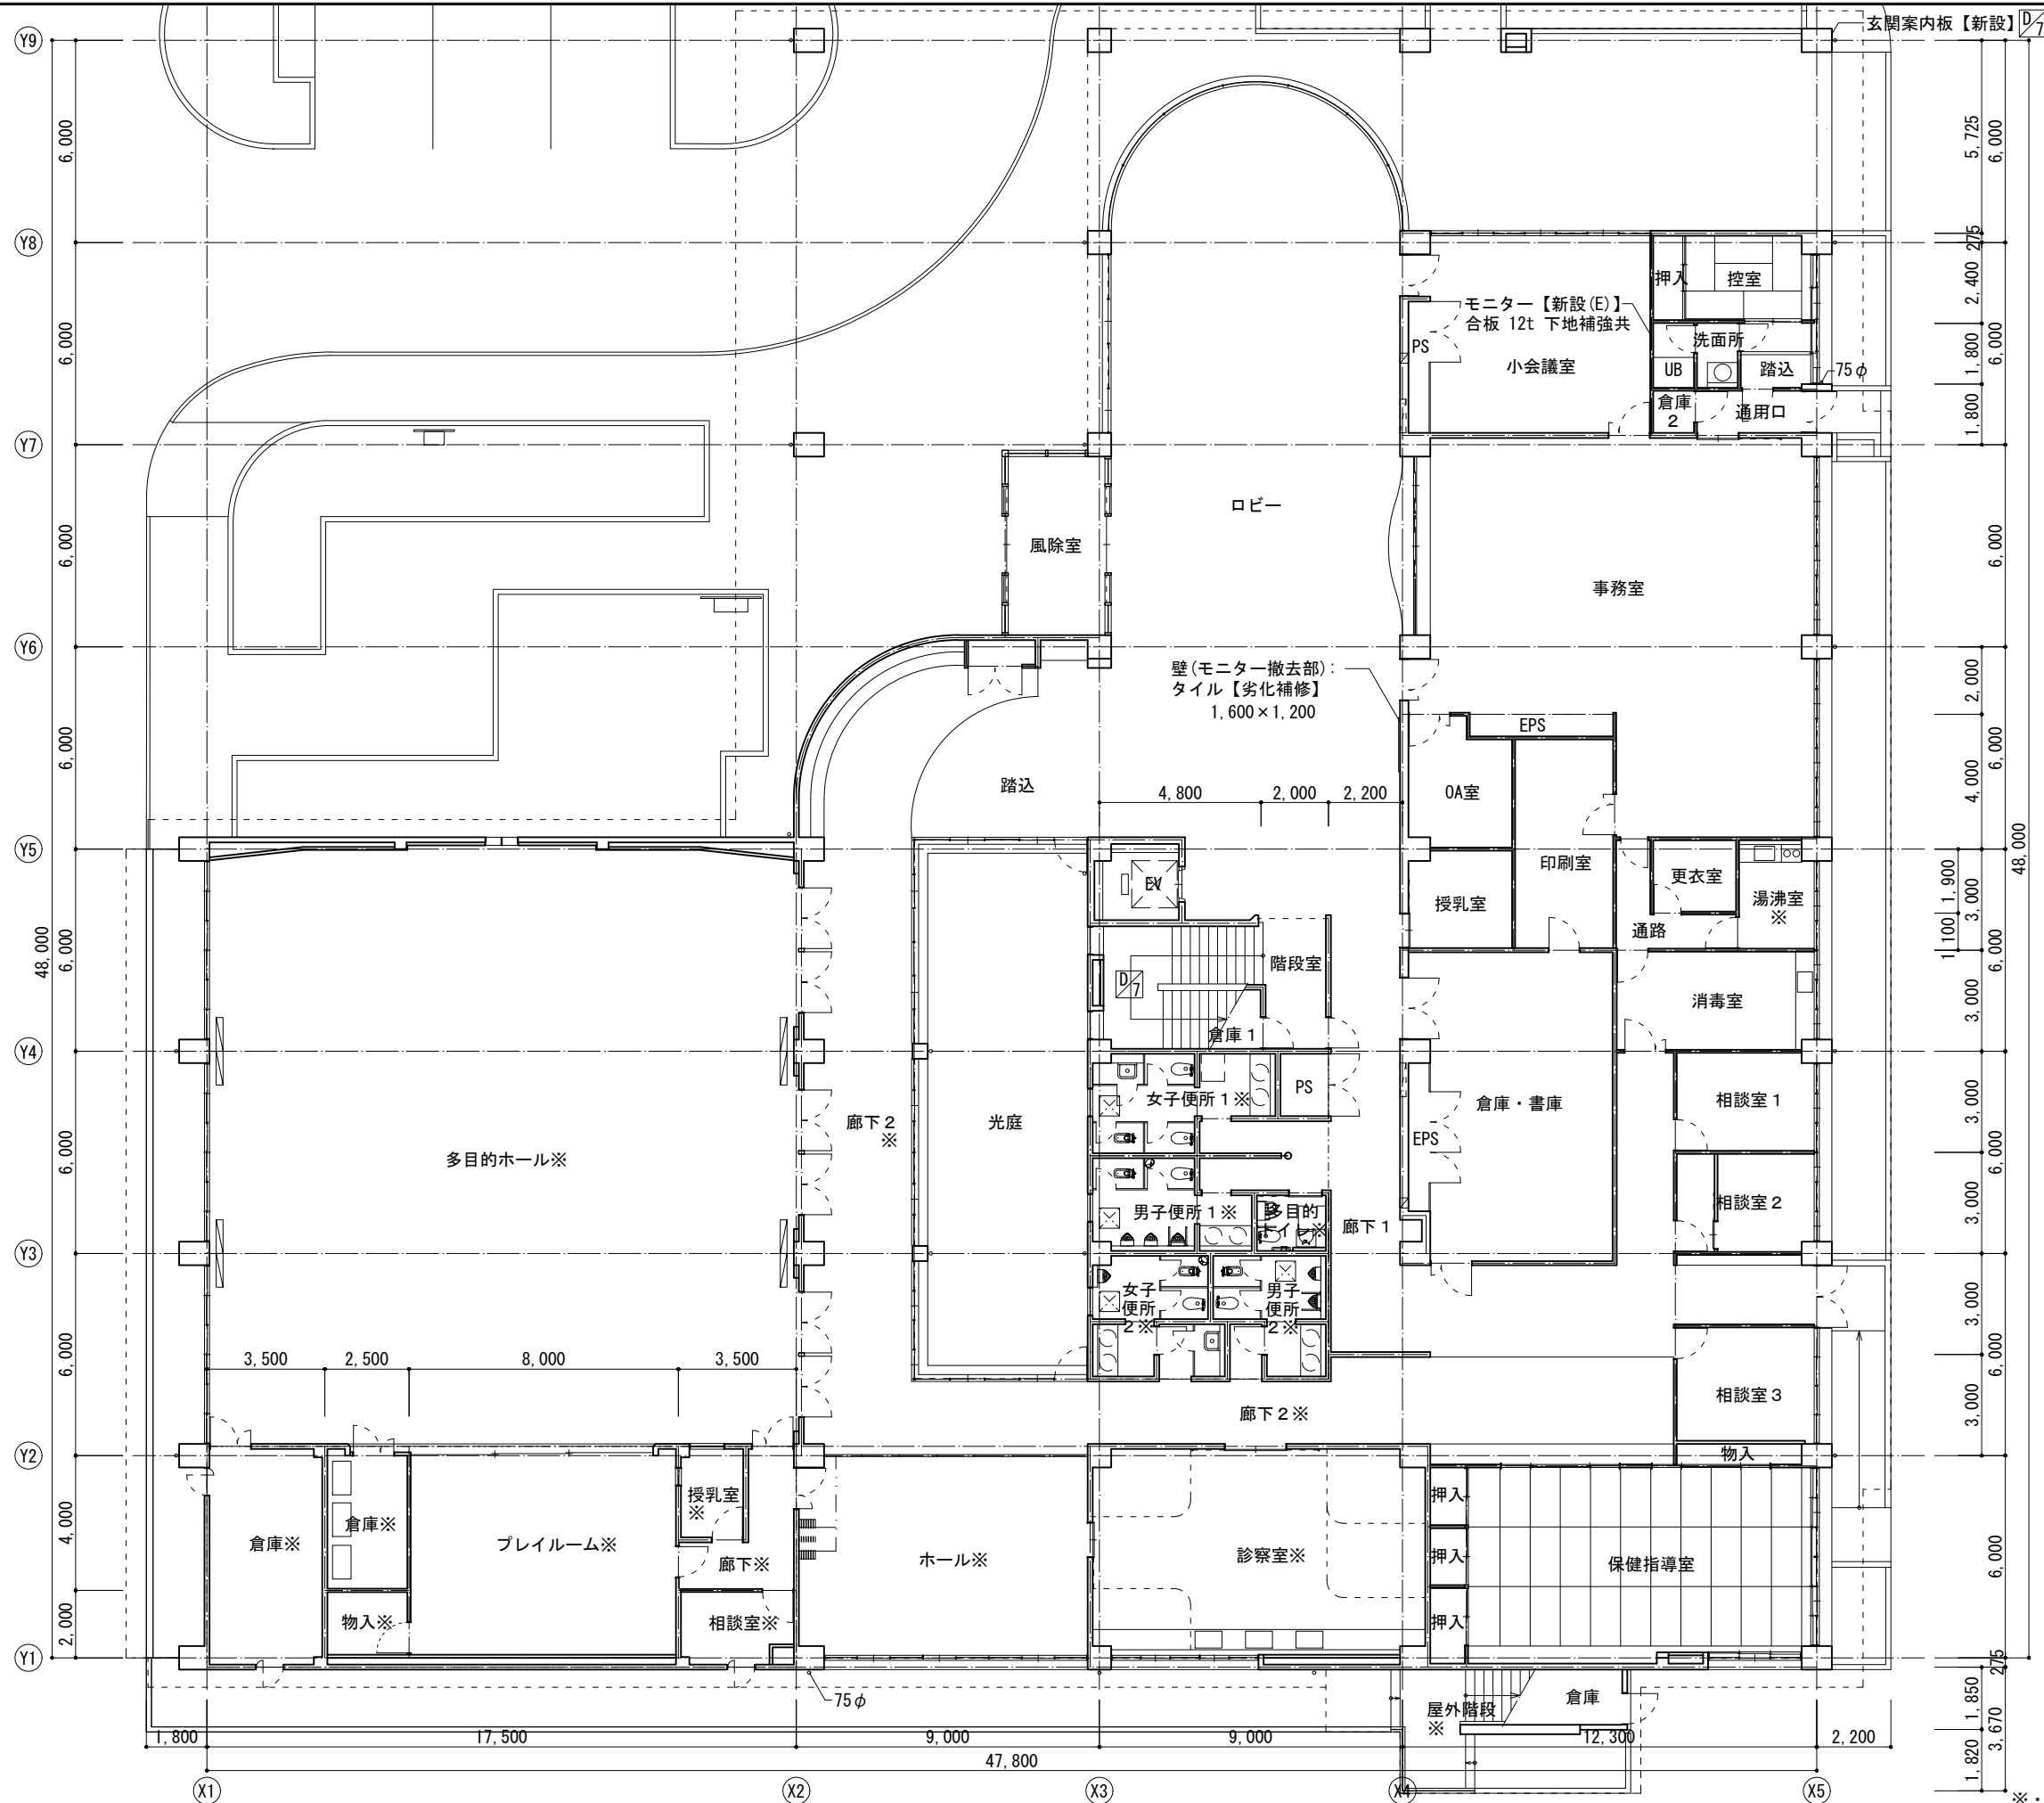 玄関案内板【新設】
D/7
Y9
Y8
Y7
Y6
Y5
Y4
Y3
Y2
Y1
6,000
6,000
6,000
6,000
6,000
6,000
6,000
4,000
2,000
48,000
5,725
6,000
275
2,400
1,800
6,000
1,800
6,000
2,000
6,000
4,000
48,000
1,900
3,000
1,100
6,000
3,000
3,000
6,000
3,000
3,000
6,000
3,000
6,000
275
1,850
3,670
1,820
押入
控室
モニター【新設(E)】
合板 12t 下地補強共
PS
洗面所
小会議室
UB
踏込
75φ
倉庫
2
通用口
ロビー
風除室
事務室
壁(モニター撤去部):
タイル【劣化補修】
1,600×1,200
EPS
踏込
4,800
2,000
2,200
OA室
印刷室
EV
更衣室
授乳室
湯沸室
※
通路
階段室
D/7
消毒室
倉庫1
女子便所1※
PS
倉庫・書庫
相談室1
廊下2
※
光庭
EPS
多目的ホール※
相談室2
男子便所1※
多目的
トイレ※
廊下1
女子
便所
2※
男子
便所
2※
3,500
2,500
8,000
3,500
相談室3
廊下2※
物入
授乳室
※
押入
倉庫※
倉庫※
プレイルーム※
廊下※
ホール※
診察室※
押入
保健指導室
物入※
相談室※
押入
75φ
屋外階段
※
倉庫
1,800
17,500
9,000
9,000
12,300
2,200
47,800
X1
X2
X3
X4
X5